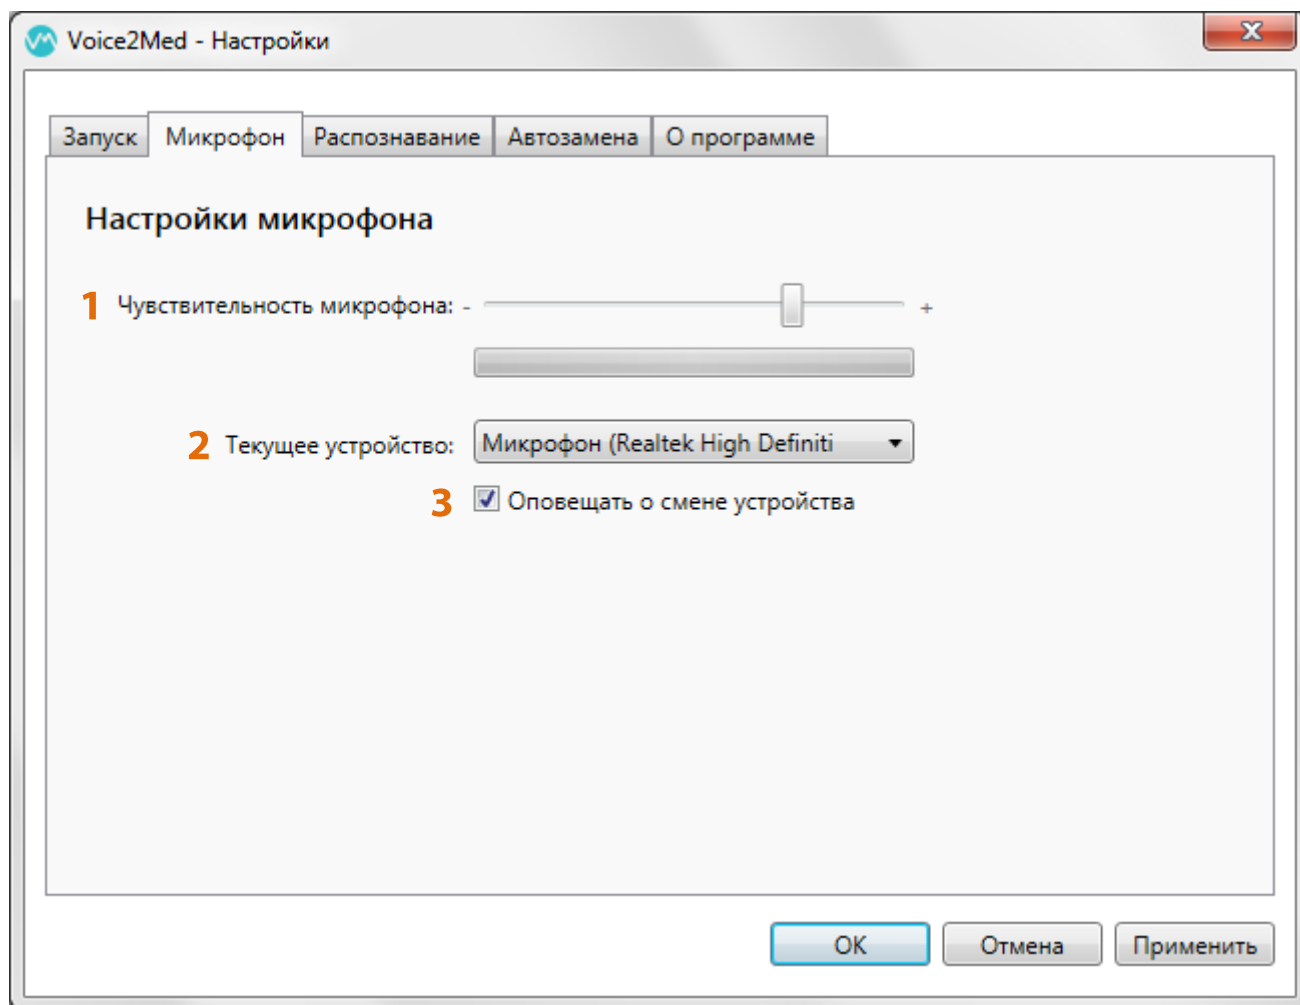 Voice2Med - Настройки
Запуск Микрофон Распознавание Автозамена О программе
Настройки микрофона
1 Чувствительность микрофона: - +
2 Текущее устройство: Микрофон (Realtek High Definiti
3 Оповещать о смене устройства
OK Отмена Применить